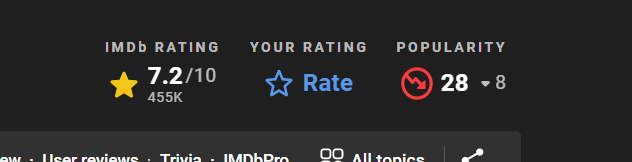 IMDb RATING YOUR RATING POPULARITY
7.2/10 Rate 28 8
455K
User reviews · Trivia · IMDbPro All topics